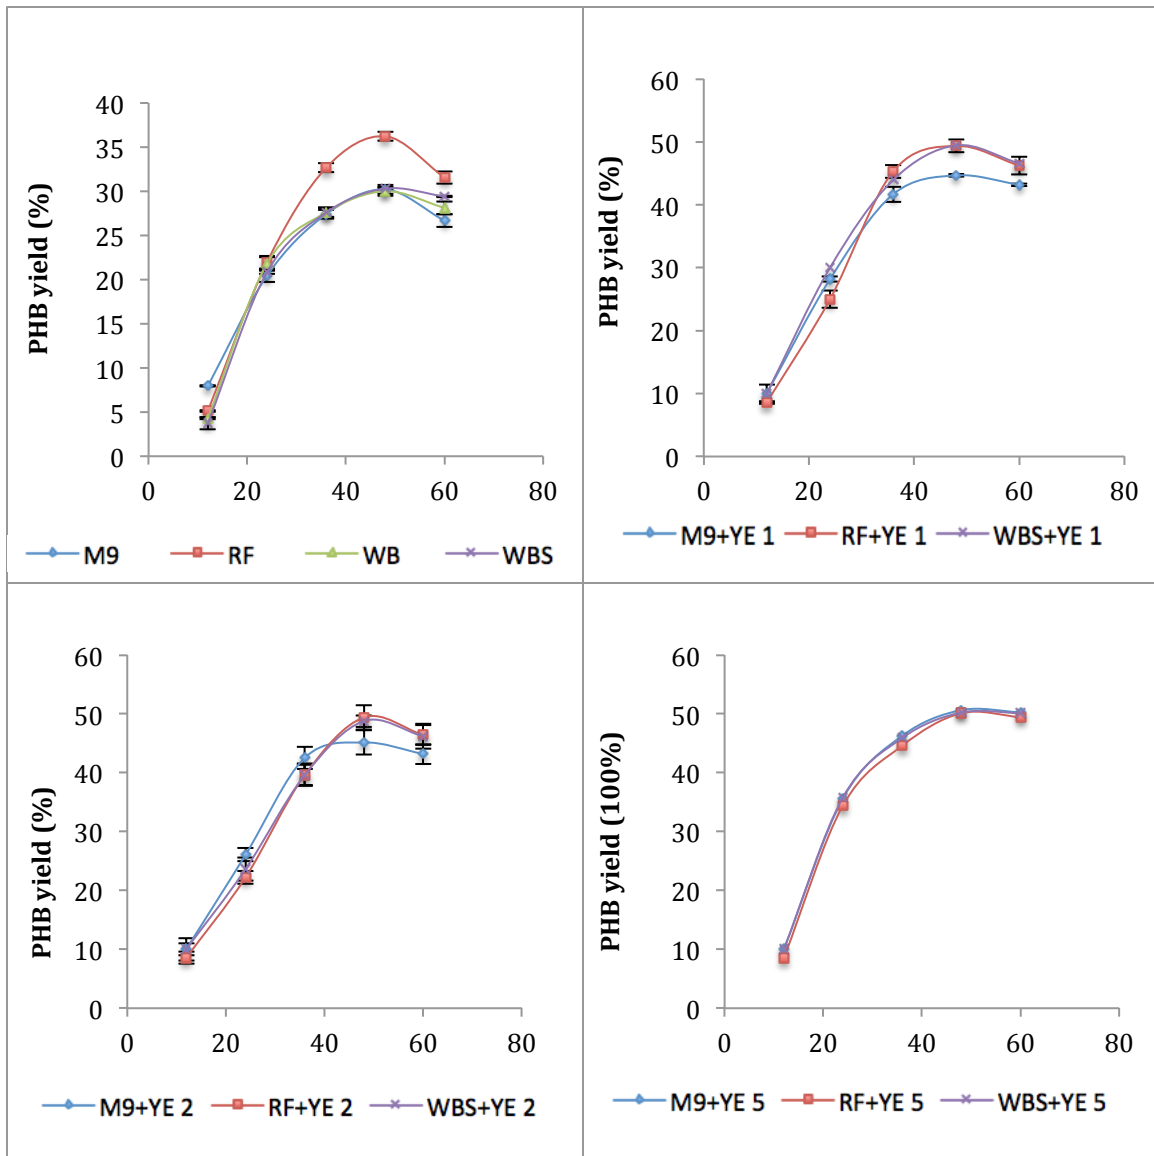 PHB yield (%)
40
35
30
25
20
15
10
5
0
0 20 40 60 80
M9 RF WB WBS
PHB yield (%)
60
50
40
30
20
10
0
0 20 40 60 80
M9+YE 1 RF+YE 1 WBS+YE 1
PHB yield (%)
60
50
40
30
20
10
0
0 20 40 60 80
M9+YE 2 RF+YE 2 WBS+YE 2
PHB yield (100%)
60
50
40
30
20
10
0
0 20 40 60 80
M9+YE 5 RF+YE 5 WBS+YE 5